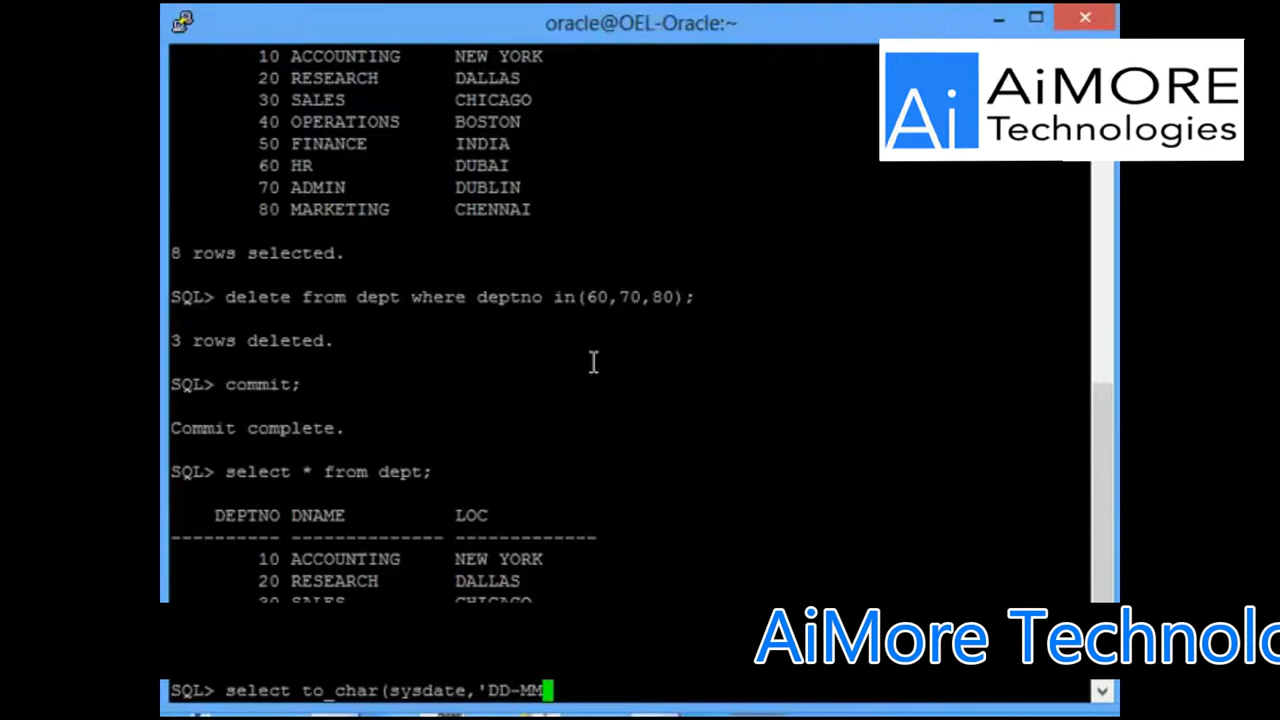 oracle@OEL-Oracle:~
10 ACCOUNTING NEW YORK
20 RESEARCH DALLAS
30 SALES CHICAGO
40 OPERATIONS BOSTON
50 FINANCE INDIA
60 HR DUBAI
70 ADMIN DUBLIN
80 MARKETING CHENNAI
Ai AiMORE
Technologies
8 rows selected.
SQL> delete from dept where deptno in(60,70,80);
3 rows deleted.
SQL> commit;
Commit complete.
SQL> select * from dept;
DEPTNO DNAME LOC
---------- -------------- -------------
10 ACCOUNTING NEW YORK
20 RESEARCH DALLAS
30 SALES CHICAGO
AiMore Technolo
SQL> select to_char(sysdate,'DD-MM